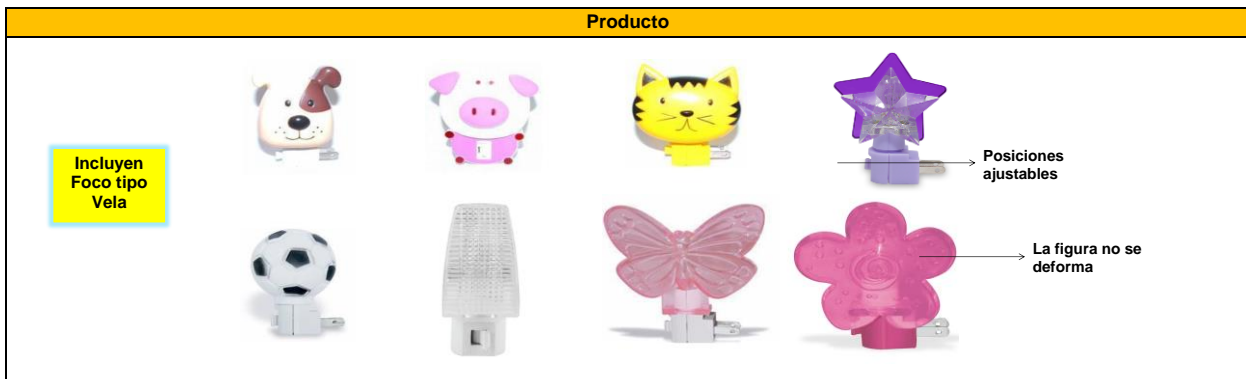 Producto
Incluyen
Foco tipo
Vela
Posiciones
ajustables
La figura no se
deforma